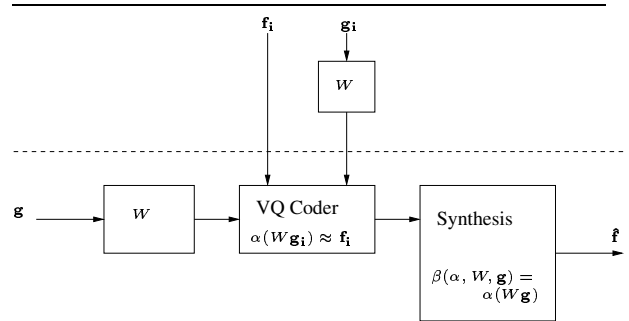 f_i g_i
W
g W VQ Coder Synthesis f̂
α(Wg_i) ≈ f_i
β(α, W, g) =
α(Wg)